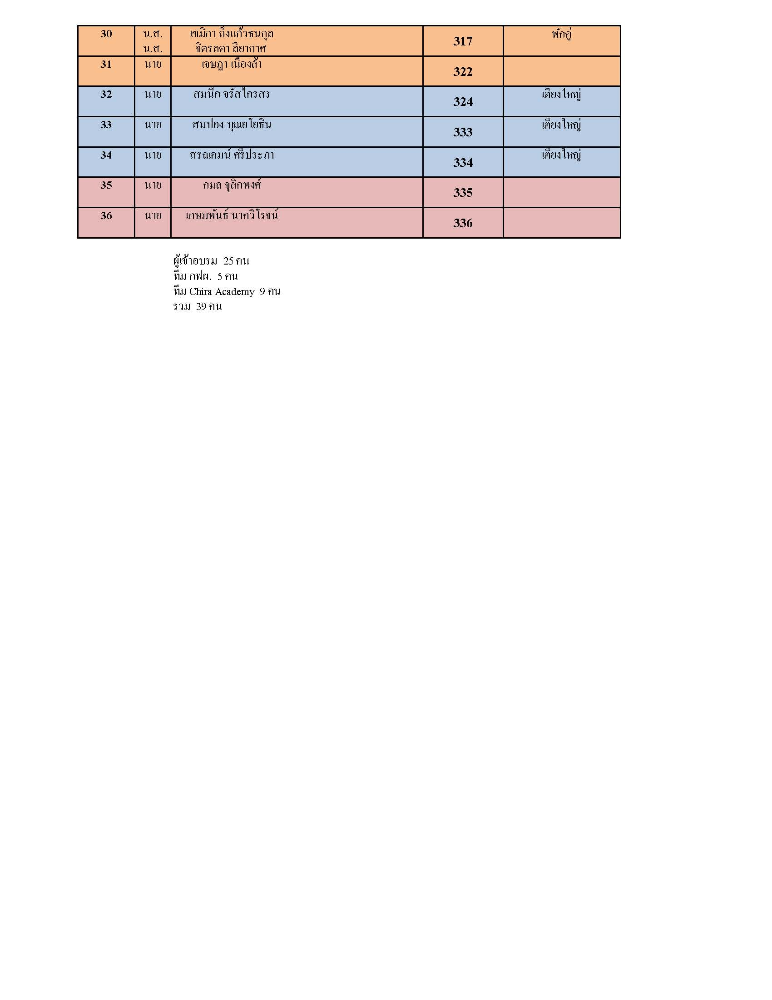 30 น.ส. เขมิกา ถึงแก้วธนกุล 317 พักคู่
น.ส. จิตรลดา ลียากาศ
31 นาย เจษฎา เนื่องล้า 322
32 นาย สมนึก จรัสไกรสร 324 เตียงใหญ่
33 นาย สมปอง บุณยโยธิน 333 เตียงใหญ่
34 นาย สรณคมน์ ศรีประภา 334 เตียงใหญ่
35 นาย กมล จุลิกพงศ์ 335
36 นาย เกษมพันธ์ นาควิโรจน์ 336
ผู้เข้าอบรม 25 คน
ทีม กฟผ. 5 คน
ทีม Chira Academy 9 คน
รวม 39 คน